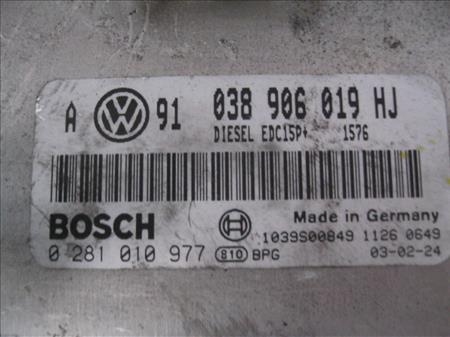 A VW 91 038 906 019 HJ
DIESEL EDC15P+ 1576
BOSCH
Made in Germany
1039S00849 1126 0649
0 281 010 977 810 BPG 03-02-24